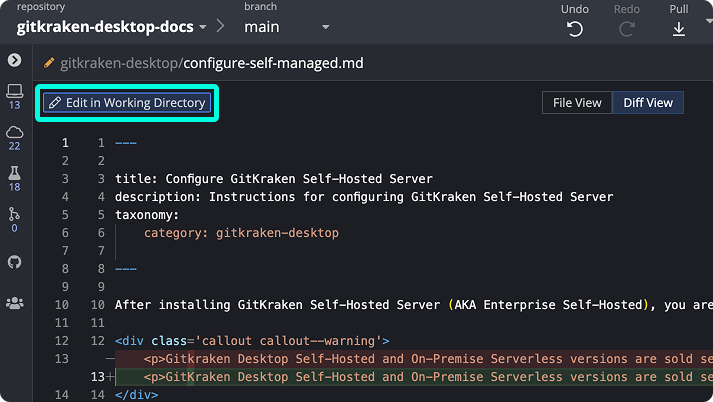 repository
branch
gitkraken-desktop-docs
main
Undo
Redo
Pull
gitkraken-desktop/configure-self-managed.md
Edit in Working Directory
File View
Diff View
13
22
18
0
1 1 ---
2 2
3 3 title: Configure GitKraken Self-Hosted Server
4 4 description: Instructions for configuring GitKraken Self-Hosted Server
5 5 taxonomy:
6 6 category: gitkraken-desktop
7 7
8 8 ---
9 9
10 10 After installing GitKraken Self-Hosted Server (AKA Enterprise Self-Hosted), you are
11 11
12 12 <div class='callout callout--warning'>
13 — <p>Gitkraken Desktop Self-Hosted and On-Premise Serverless versions are sold se
13 + <p>GitKraken Desktop Self-Hosted and On-Premise Serverless versions are sold se
14 14 </div>